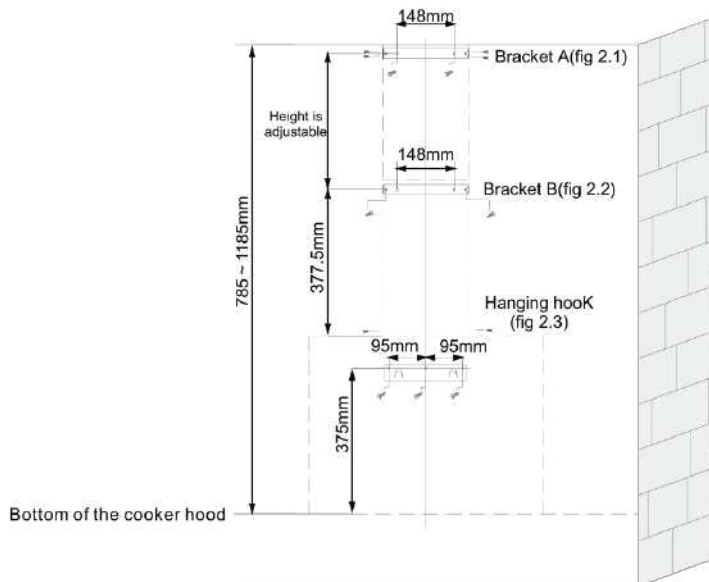 148mm
Bracket A(fig 2.1)
Height is
adjustable
148mm
Bracket B(fig 2.2)
785 ~ 1185mm
377.5mm
Hanging hooK
(fig 2.3)
95mm 95mm
375mm
Bottom of the cooker hood